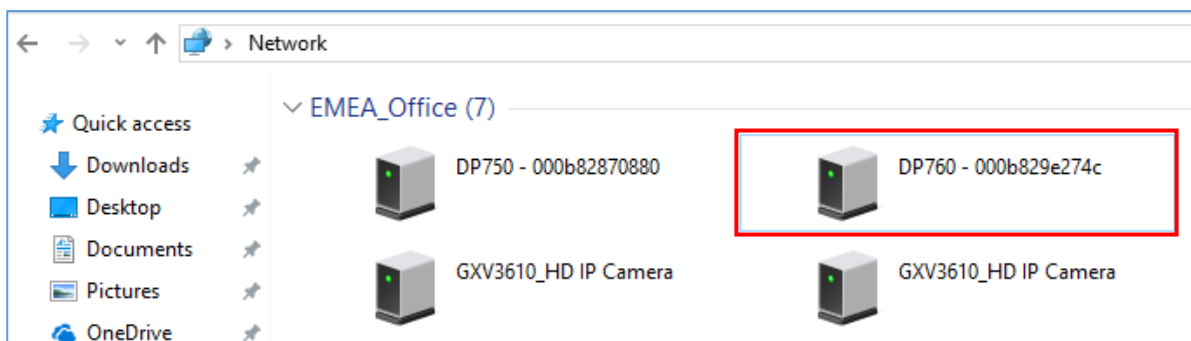 Network
Quick access
Downloads
Desktop
Documents
Pictures
OneDrive
EMEA_Office (7)
DP750 - 000b82870880
DP760 - 000b829e274c
GXV3610_HD IP Camera
GXV3610_HD IP Camera